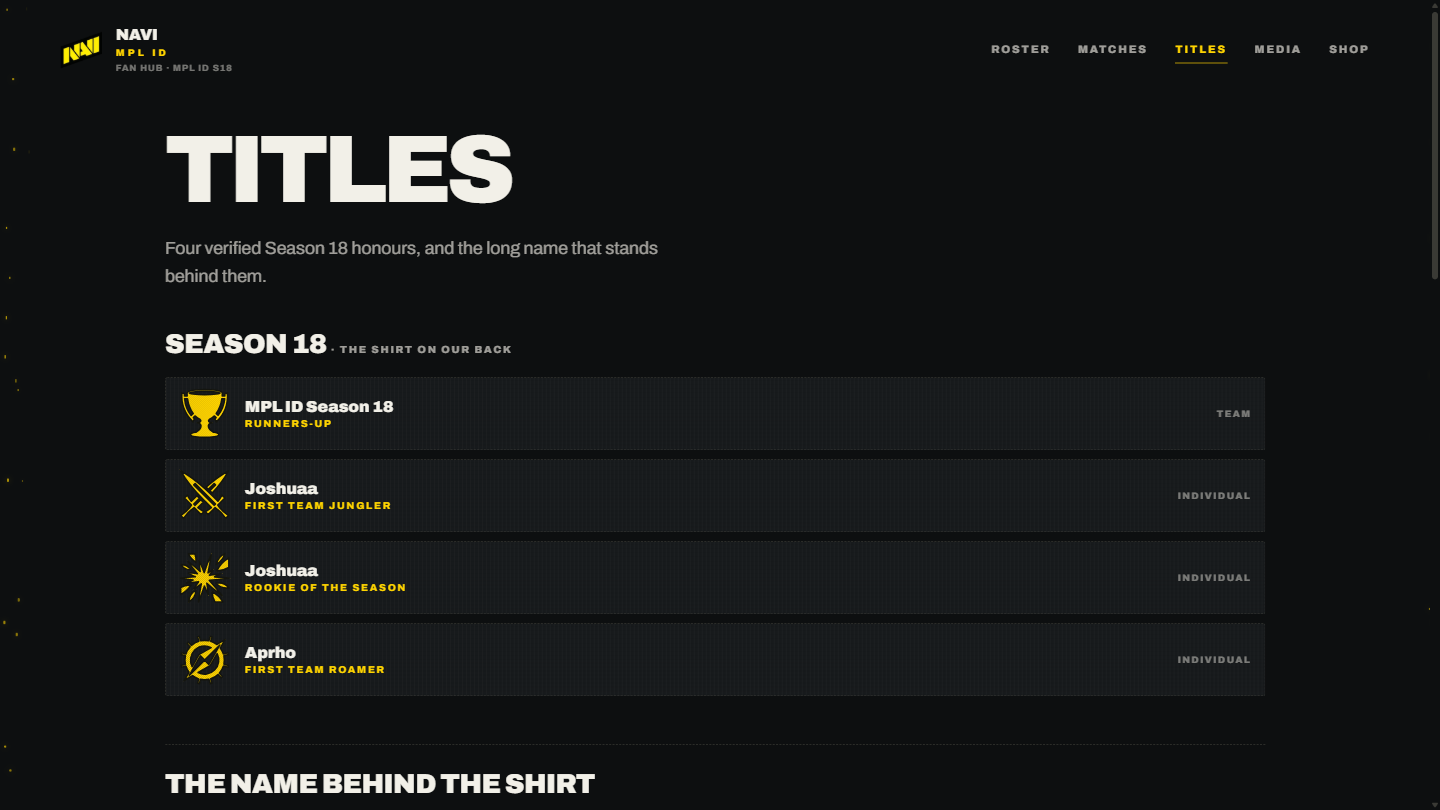 NAVI
MPL ID
FAN HUB · MPL ID S18
ROSTER MATCHES TITLES MEDIA SHOP
TITLES
Four verified Season 18 honours, and the long name that stands
behind them.
SEASON 18 · THE SHIRT ON OUR BACK
MPL ID Season 18
RUNNERS-UP
TEAM
Joshuaa
FIRST TEAM JUNGLER
INDIVIDUAL
Joshuaa
ROOKIE OF THE SEASON
INDIVIDUAL
Aprho
FIRST TEAM ROAMER
INDIVIDUAL
THE NAME BEHIND THE SHIRT